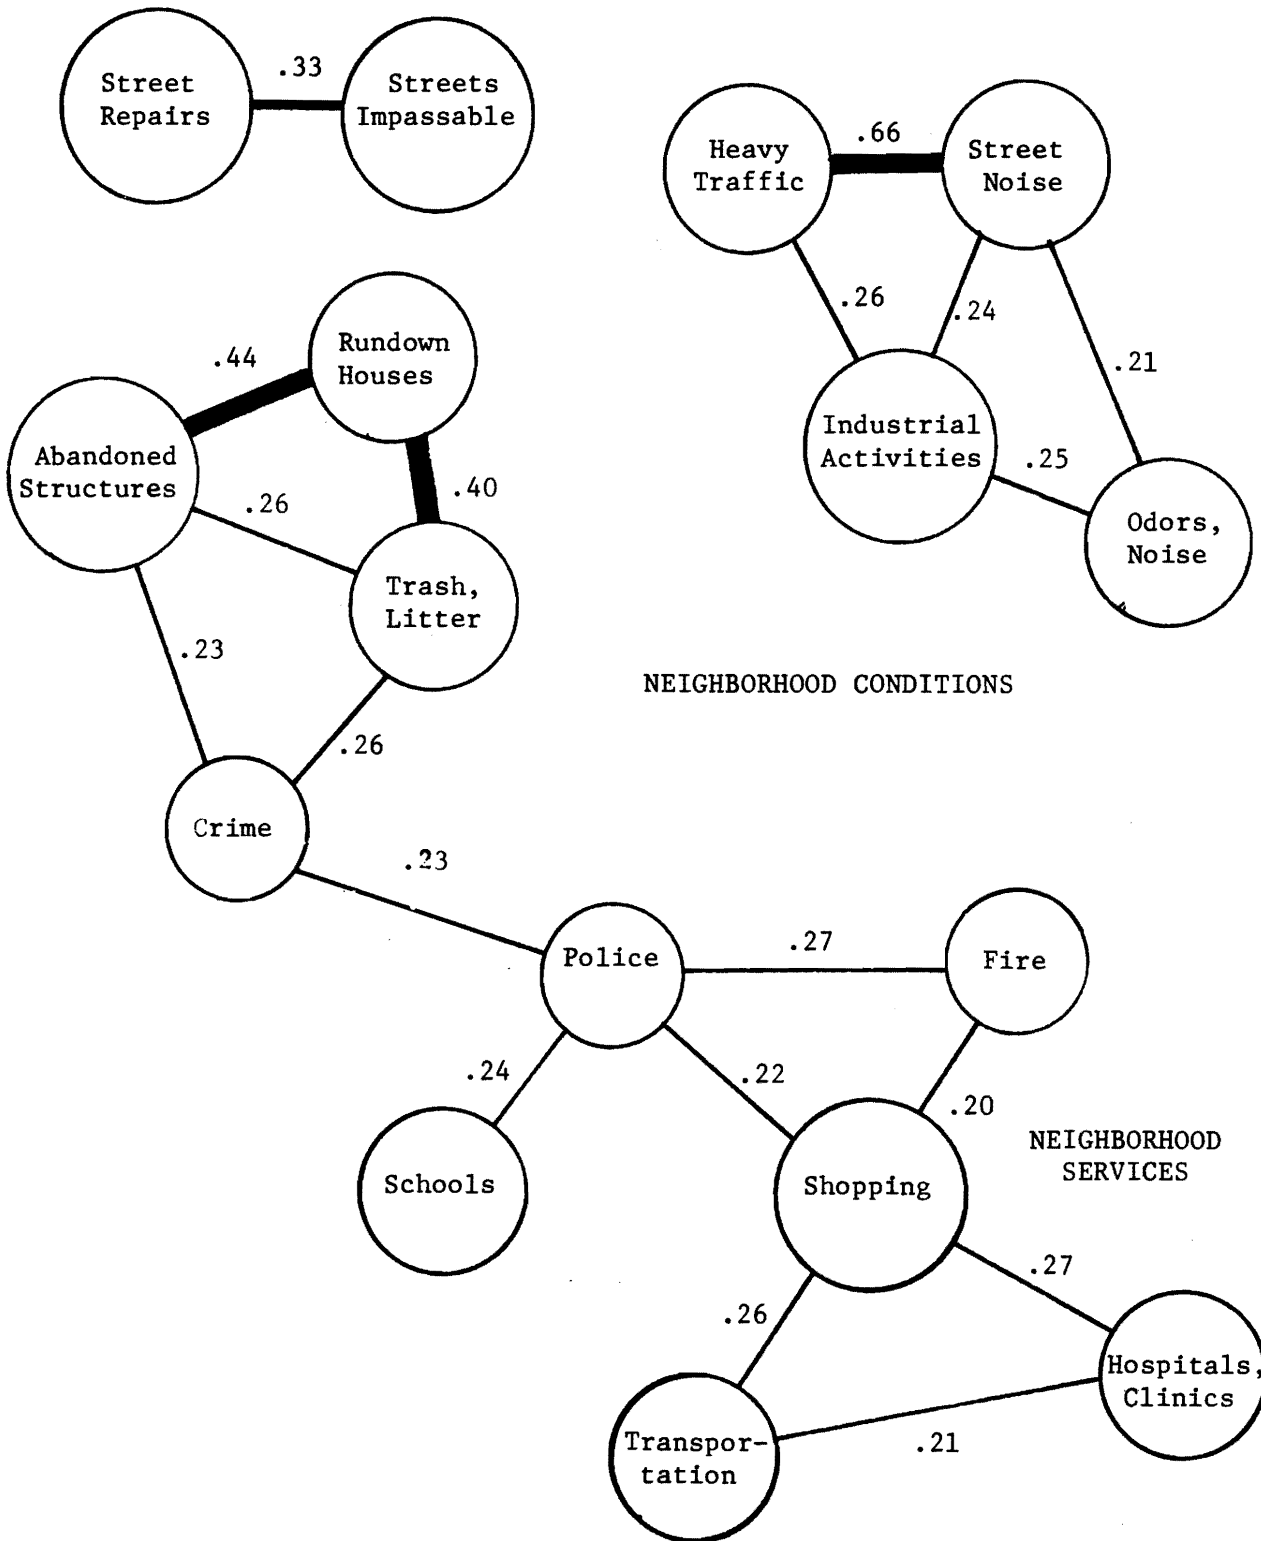 Street
Repairs
.33
Streets
Impassable
Heavy
Traffic
.66
Street
Noise
.26
.24
.21
Industrial
Activities
.25
Odors,
Noise
.44
Rundown
Houses
Abandoned
Structures
.26
.40
Trash,
Litter
.23
.26
NEIGHBORHOOD CONDITIONS
Crime
.23
Police
.27
Fire
.24
.22
.20
Schools
Shopping
NEIGHBORHOOD
SERVICES
.26
.27
Transpor-
tation
.21
Hospitals,
Clinics